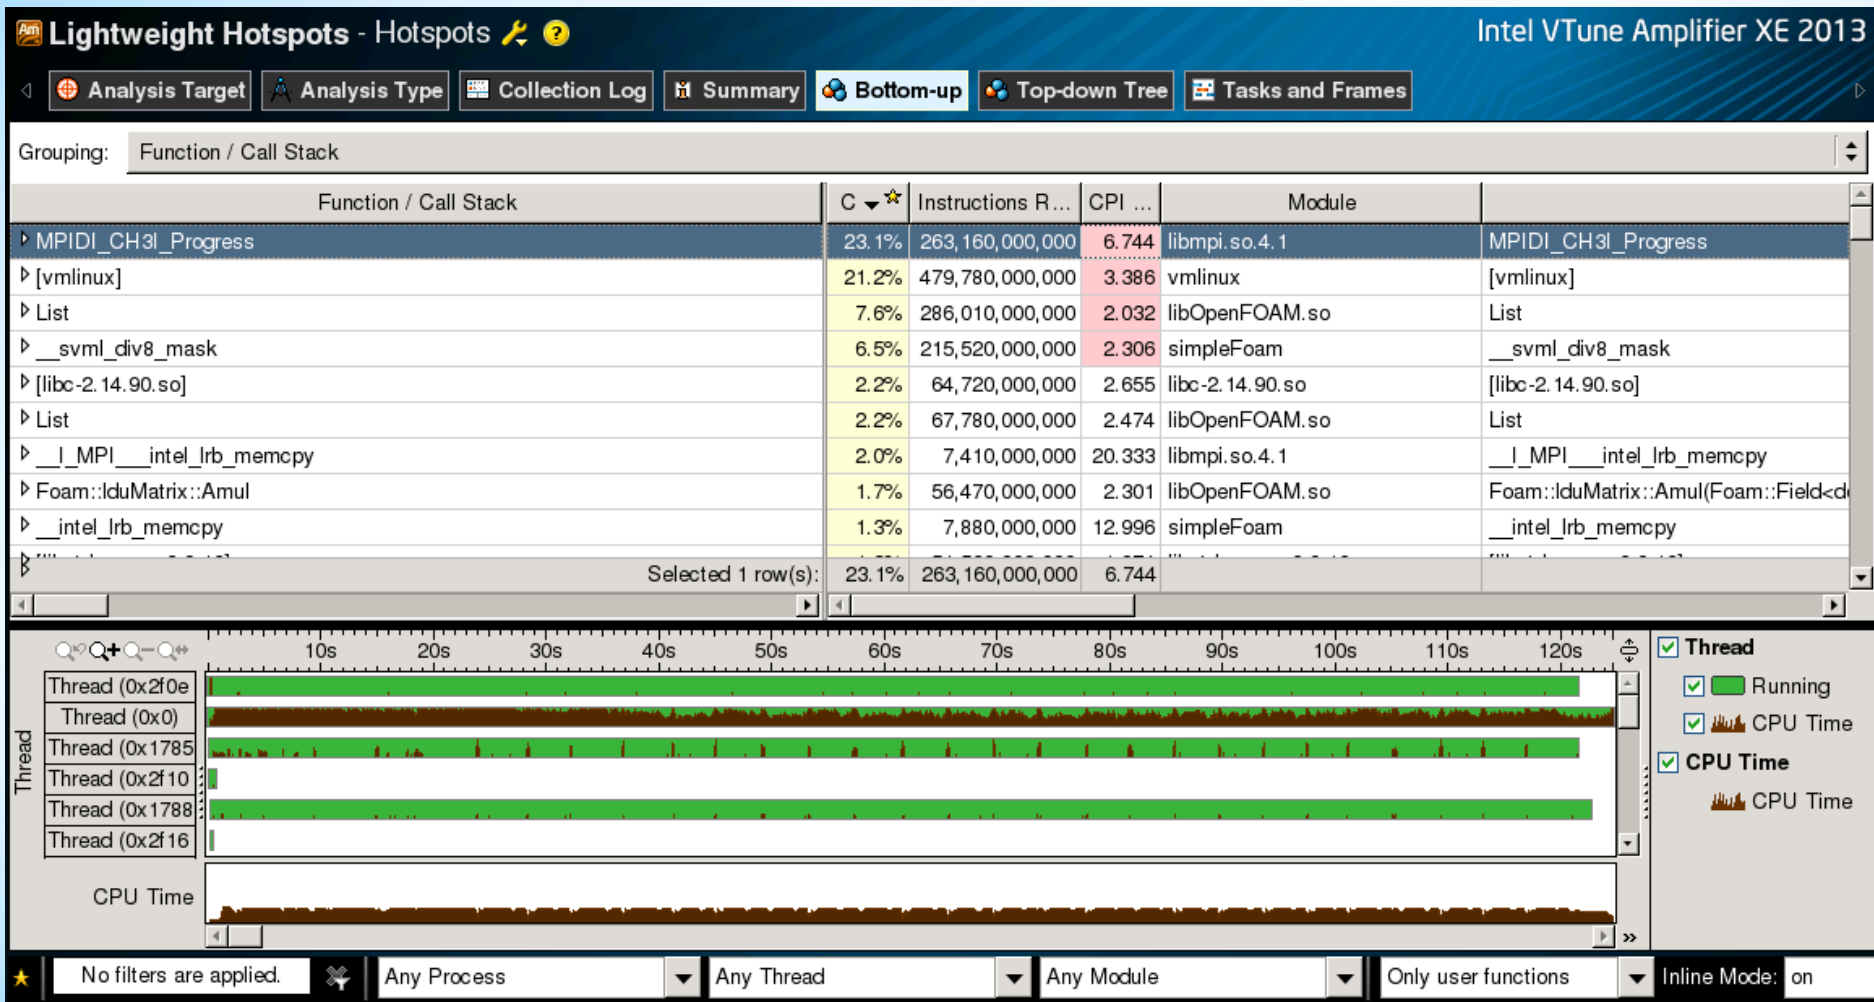 Lightweight Hotspots - Hotspots ?
Intel VTune Amplifier XE 2013
Analysis Target Analysis Type Collection Log Summary Bottom-up Top-down Tree Tasks and Frames
Grouping: Function / Call Stack
Function / Call Stack C Instructions R... CPI ... Module
MPIDI_CH3I_Progress 23.1% 263,160,000,000 6.744 libmpi.so.4.1 MPIDI_CH3I_Progress
[vmlinux] 21.2% 479,780,000,000 3.386 vmlinux [vmlinux]
List 7.6% 286,010,000,000 2.032 libOpenFOAM.so List
__svml_div8_mask 6.5% 215,520,000,000 2.306 simpleFoam __svml_div8_mask
[libc-2.14.90.so] 2.2% 64,720,000,000 2.655 libc-2.14.90.so [libc-2.14.90.so]
List 2.2% 67,780,000,000 2.474 libOpenFOAM.so List
__I_MPI___intel_lrb_memcpy 2.0% 7,410,000,000 20.333 libmpi.so.4.1 __I_MPI___intel_lrb_memcpy
Foam::lduMatrix::Amul 1.7% 56,470,000,000 2.301 libOpenFOAM.so Foam::lduMatrix::Amul(Foam::Field<d
__intel_lrb_memcpy 1.3% 7,880,000,000 12.996 simpleFoam __intel_lrb_memcpy
Selected 1 row(s): 23.1% 263,160,000,000 6.744
10s 20s 30s 40s 50s 60s 70s 80s 90s 100s 110s 120s
Thread
Thread (0x2f0e
Thread (0x0)
Thread (0x1785
Thread (0x2f10
Thread (0x1788
Thread (0x2f16
CPU Time
Thread
Running
CPU Time
CPU Time
CPU Time
No filters are applied. Any Process Any Thread Any Module Only user functions Inline Mode: on